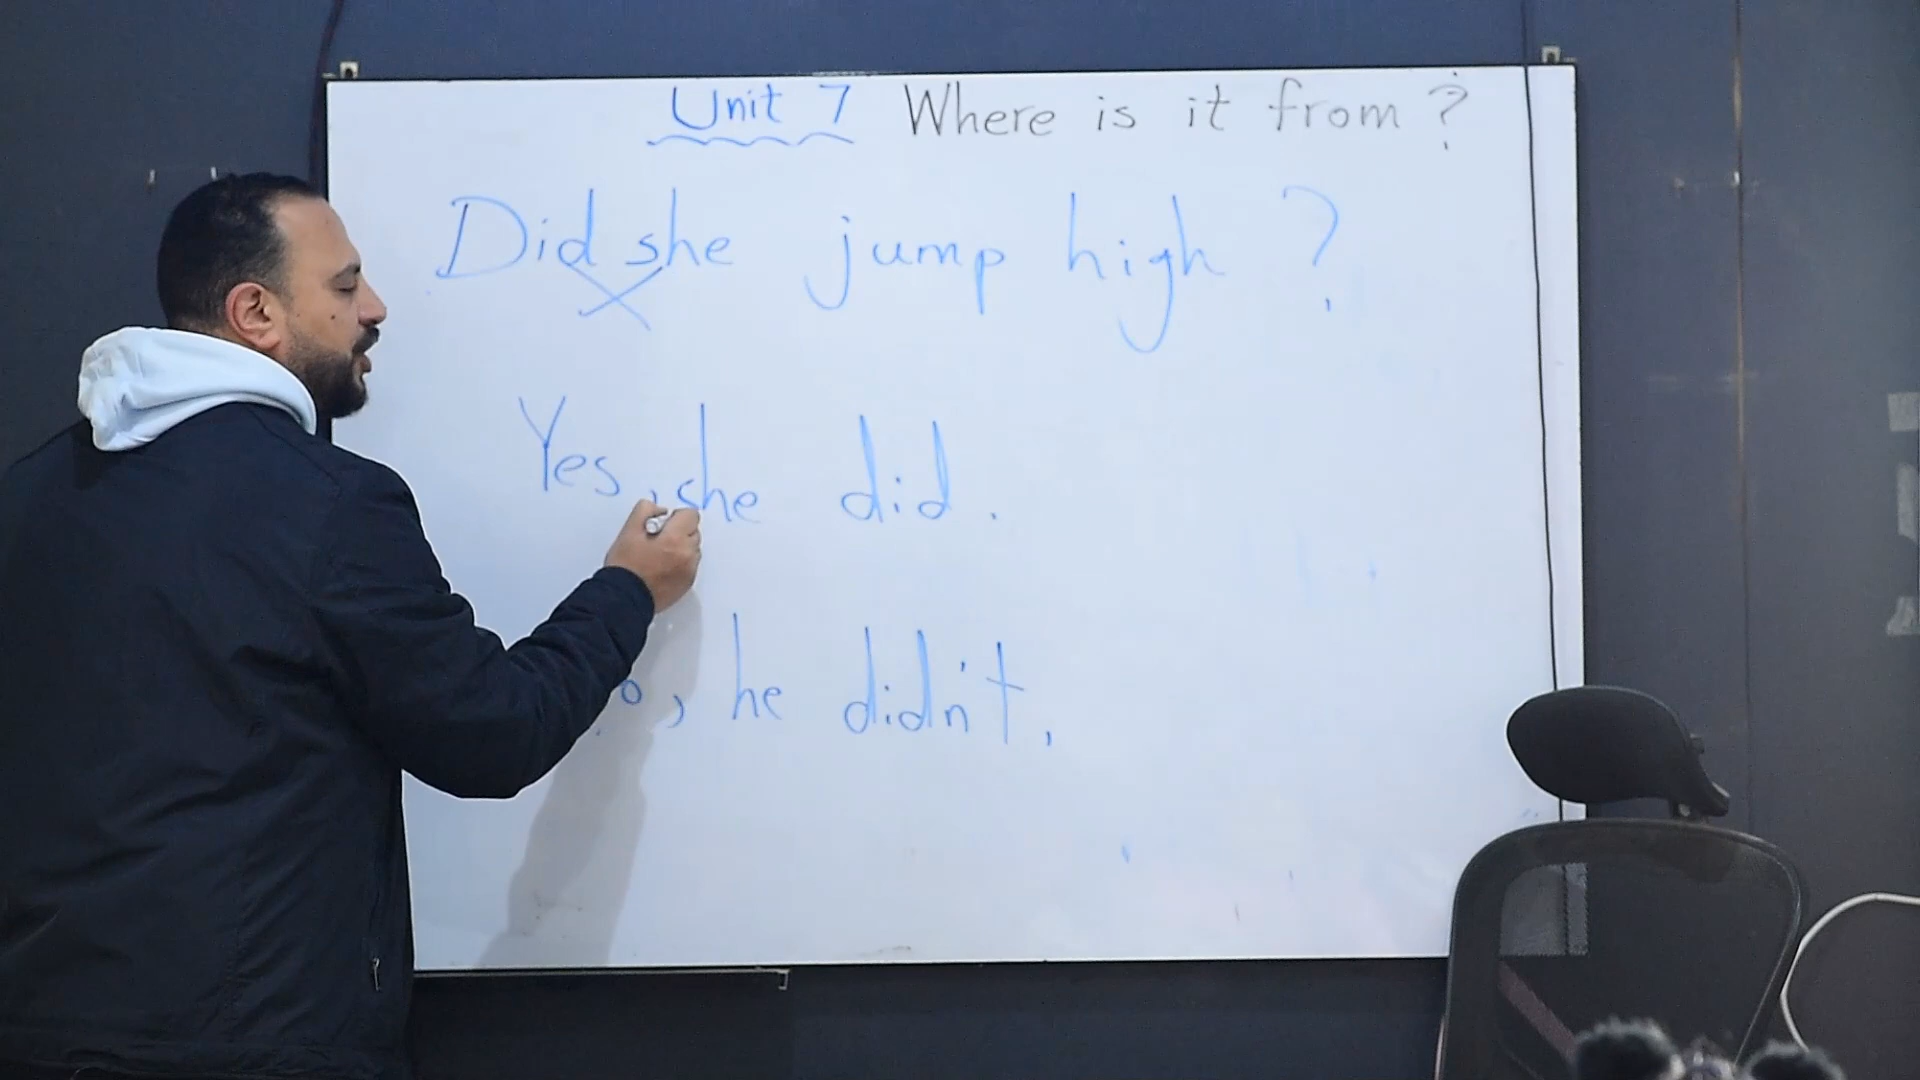 Unit 7 Where is it from?
Did she jump high?
Yes, she did.
o, he didn't.